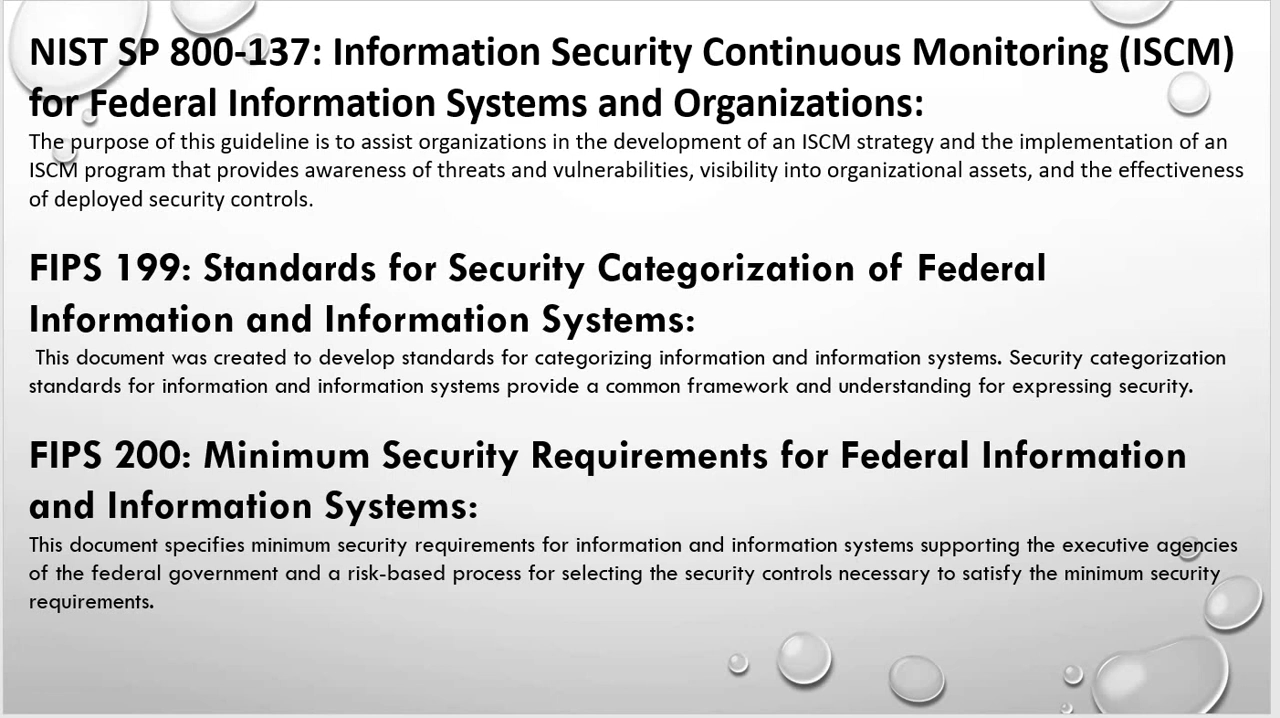 NIST SP 800-137: Information Security Continuous Monitoring (ISCM)
for Federal Information Systems and Organizations:
The purpose of this guideline is to assist organizations in the development of an ISCM strategy and the implementation of an
ISCM program that provides awareness of threats and vulnerabilities, visibility into organizational assets, and the effectiveness
of deployed security controls.
FIPS 199: Standards for Security Categorization of Federal
Information and Information Systems:
This document was created to develop standards for categorizing information and information systems. Security categorization
standards for information and information systems provide a common framework and understanding for expressing security.
FIPS 200: Minimum Security Requirements for Federal Information
and Information Systems:
This document specifies minimum security requirements for information and information systems supporting the executive agencies
of the federal government and a risk-based process for selecting the security controls necessary to satisfy the minimum security
requirements.